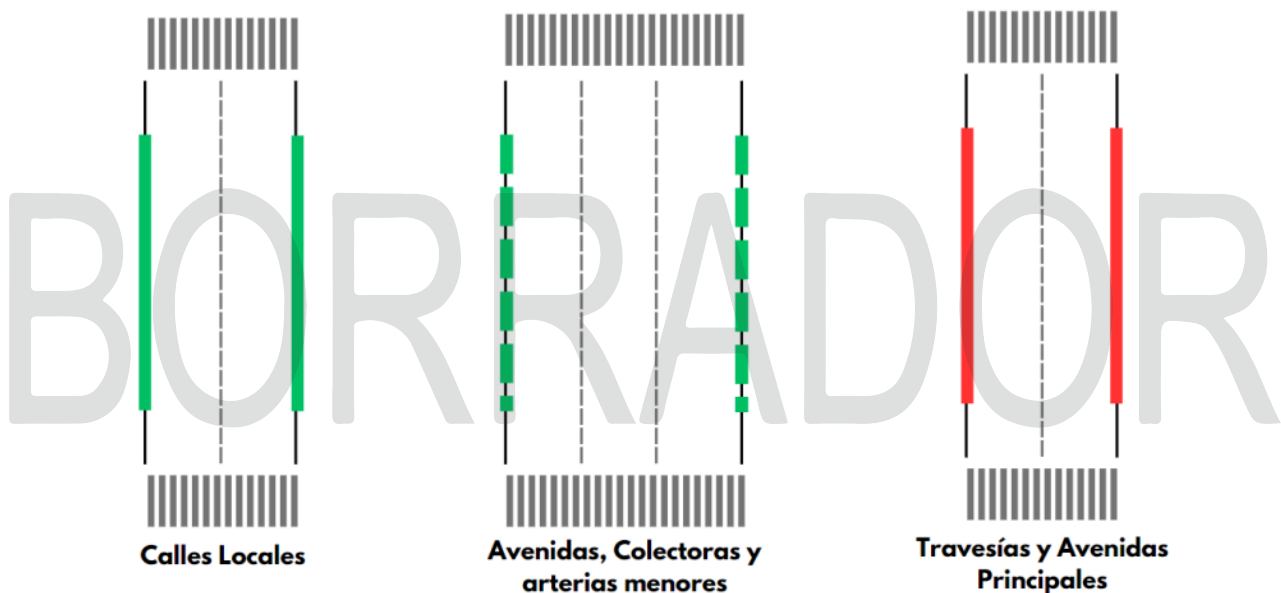 BORRADOR
Calles Locales
Avenidas, Colectoras y
arterias menores
Travesías y Avenidas
Principales